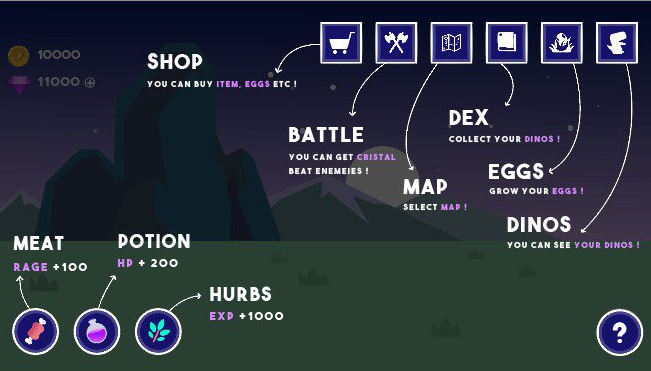 10000
11000
SHOP
YOU CAN BUY ITEM, EGGS ETC !
BATTLE
YOU CAN GET CRISTAL
BEAT ENEMEIES !
DEX
COLLECT YOUR DINOS !
MAP
SELECT MAP !
EGGS
GROW YOUR EGGS !
DINOS
YOU CAN SEE YOUR DINOS !
MEAT
RAGE +100
POTION
HP + 200
HURBS
EXP +1000
?